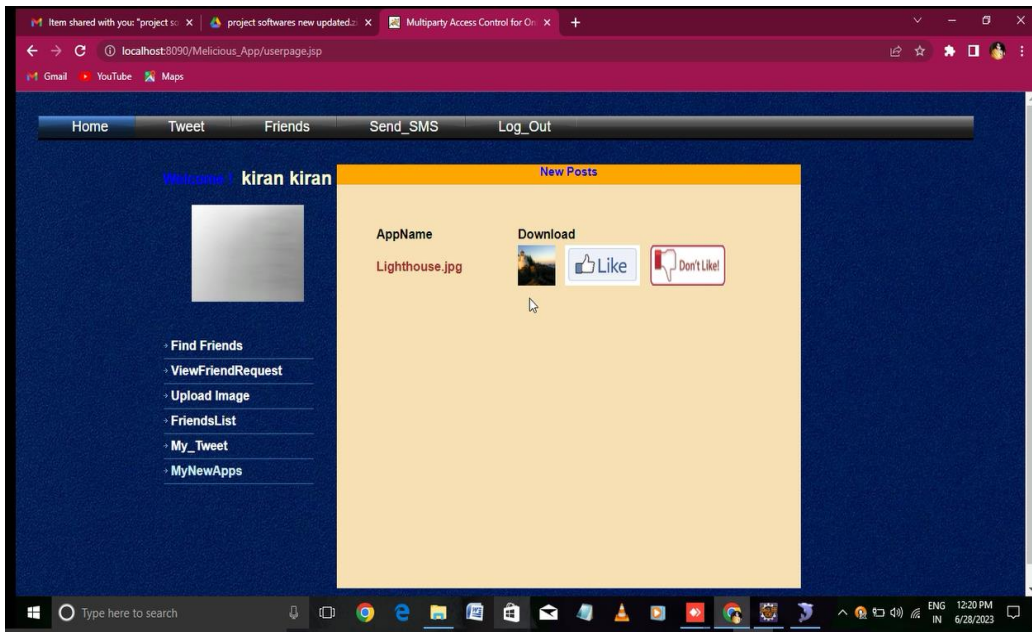 Item shared with you: "project so
project softwares new updated.zi
Multiparty Access Control for Onl
localhost:8090/Melicious_App/userpage.jsp
Gmail YouTube Maps
Home Tweet Friends Send_SMS Log_Out
Welcome ! kiran kiran
New Posts
AppName Download
Lighthouse.jpg Like Don't Like!
Find Friends
ViewFriendRequest
Upload Image
FriendsList
My_Tweet
MyNewApps
Type here to search
ENG 12:20 PM
IN 6/28/2023